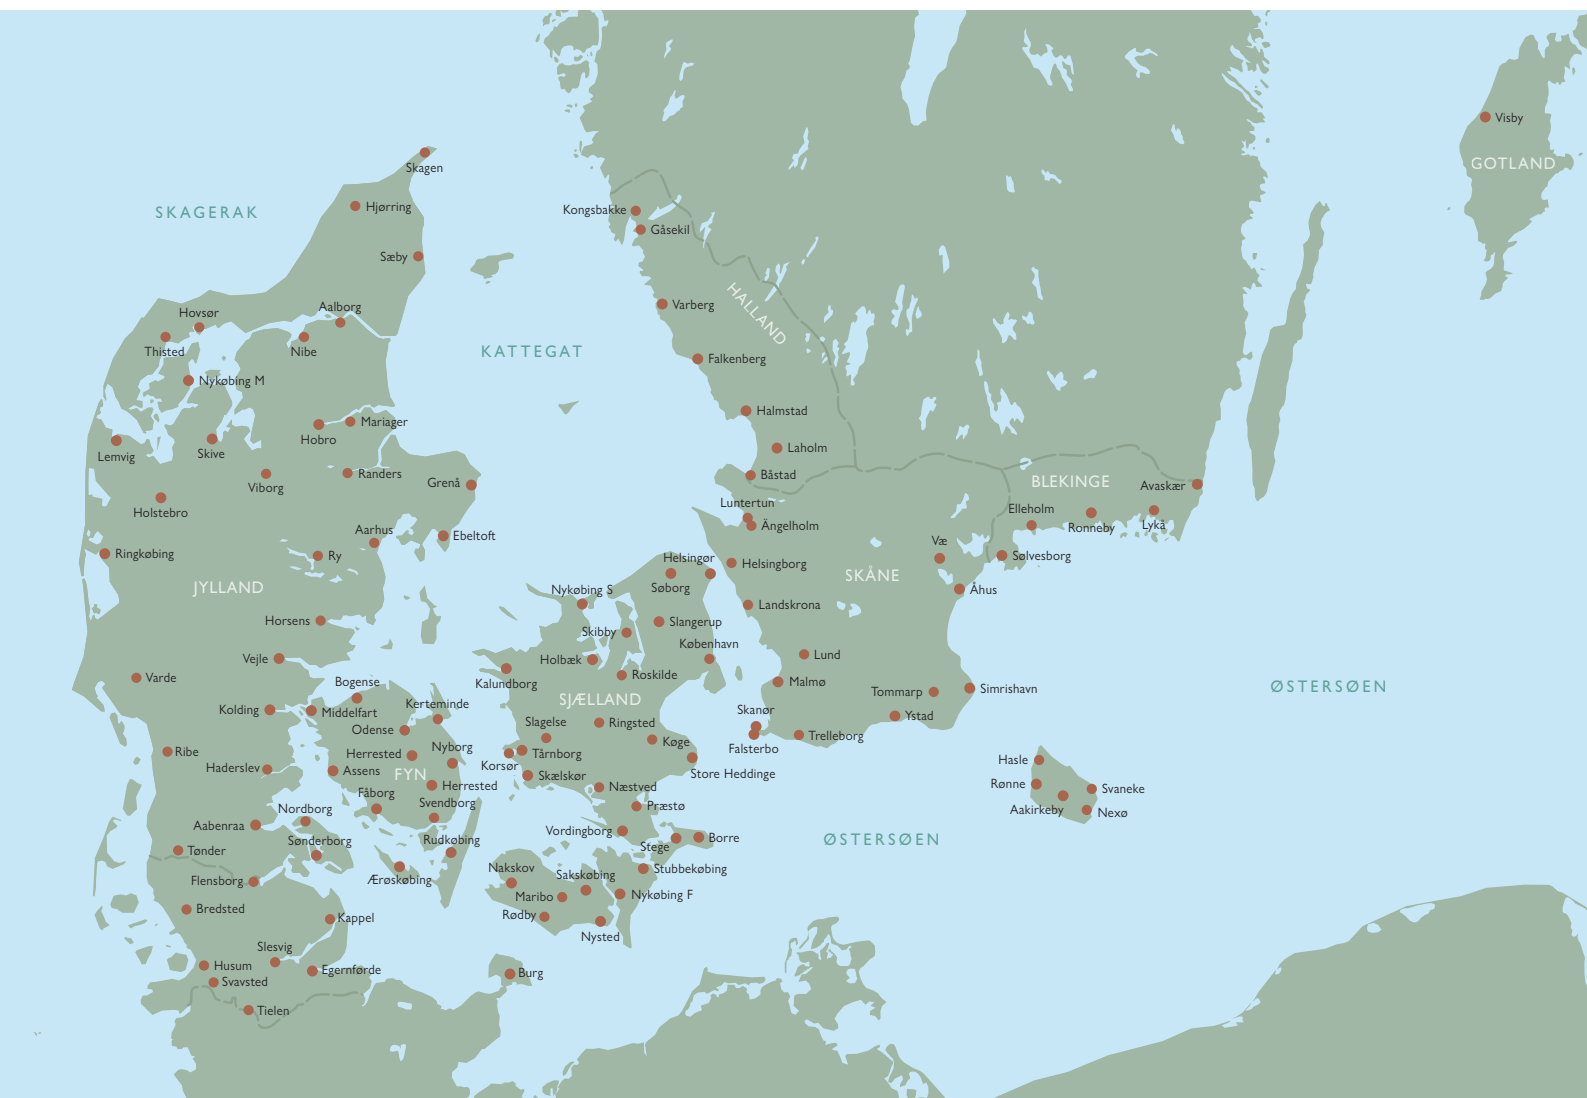 Visby
GOTLAND
Skagen
SKAGERAK
Hjørring
Kongsbakke
Gåsekil
Sæby
HALLAND
Varberg
Aalborg
Hovsør
Thisted
Nibe
KATTEGAT
Falkenberg
Nykøbing M
Halmstad
Mariager
Hobro
Laholm
Lemvig
Skive
Båstad
Randers
Viborg
Grenå
BLEKINGE
Avaskær
Holstebro
Luntertun
Ängelholm
Elleholm
Ronneby
Lykå
Aarhus
Ebeltoft
Væ
Ringkøbing
Ry
Helsingør
Helsingborg
Sølvesborg
SKÅNE
JYLLAND
Søborg
Nykøbing S
Åhus
Landskrona
Horsens
Slangerup
Skibby
København
Vejle
Holbæk
Lund
Varde
Roskilde
Kalundborg
Malmø
Bogense
Tommarp
Simrishavn
ØSTERSØEN
SJÆLLAND
Kerteminde
Kolding
Middelfart
Skanør
Ystad
Odense
Slagelse
Ringsted
Falsterbo
Trelleborg
Køge
Ribe
Herrested
Nyborg
Tårnborg
Korsør
Hasle
Haderslev
Assens
FYN
Skælskør
Store Heddinge
Rønne
Svaneke
Herrested
Næstved
Fåborg
Svendborg
Præstø
Aakirkeby
Nexø
Nordborg
Aabenraa
Vordingborg
Borre
ØSTERSØEN
Sønderborg
Rudkøbing
Stege
Tønder
Nakskov
Stubbekøbing
Flensborg
Ærøskøbing
Sakskøbing
Maribo
Nykøbing F
Bredsted
Kappel
Rødby
Nysted
Slesvig
Husum
Egernførde
Burg
Svavsted
Tielen